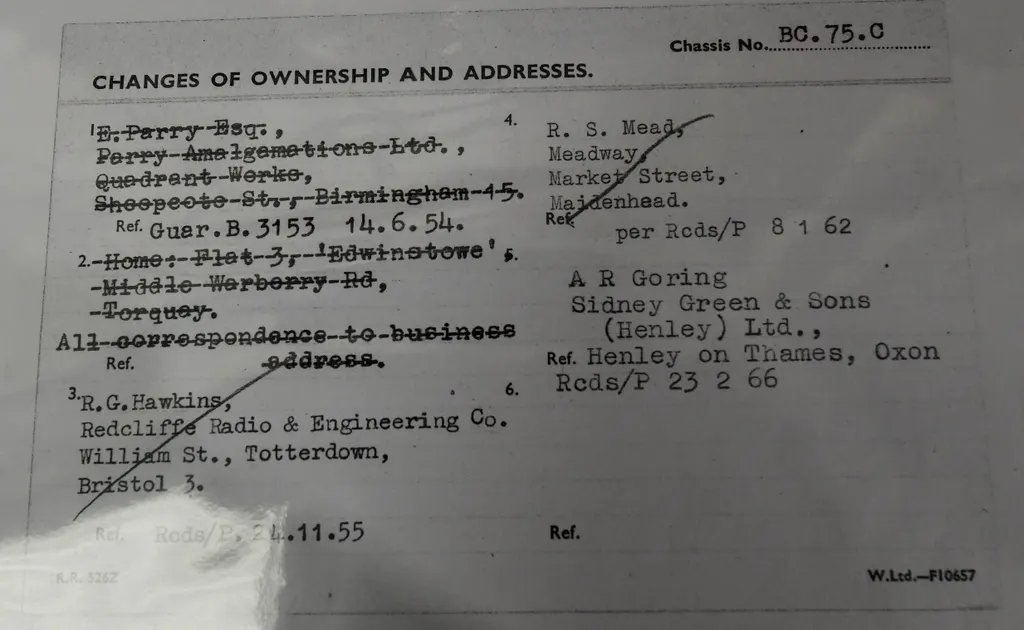 Chassis No. BC.75.C
CHANGES OF OWNERSHIP AND ADDRESSES.
1 E. Parry Esq.,
Parry Amalgamations Ltd.,
Quadrant Works,
Sheepcote St., Birmingham 15.
Ref. Guar.B.3153 14.6.54.
2. Home: Flat 3, 'Edwinstowe',
Middle Warberry Rd,
Torquay.
All correspondence to business
Ref. address.
3. R.G.Hawkins,
Redcliffe Radio & Engineering Co.
William St., Totterdown,
Bristol 3.
Ref. Rcds/P. 24.11.55
R.R. 3262
4. R. S. Mead,
Meadway,
Market Street,
Maidenhead.
Ref.
per Rcds/P 8 1 62
5.
A R Goring
Sidney Green & Sons
(Henley) Ltd.,
Ref. Henley on Thames, Oxon
6. Rcds/P 23 2 66
Ref.
W.Ltd.—F10657